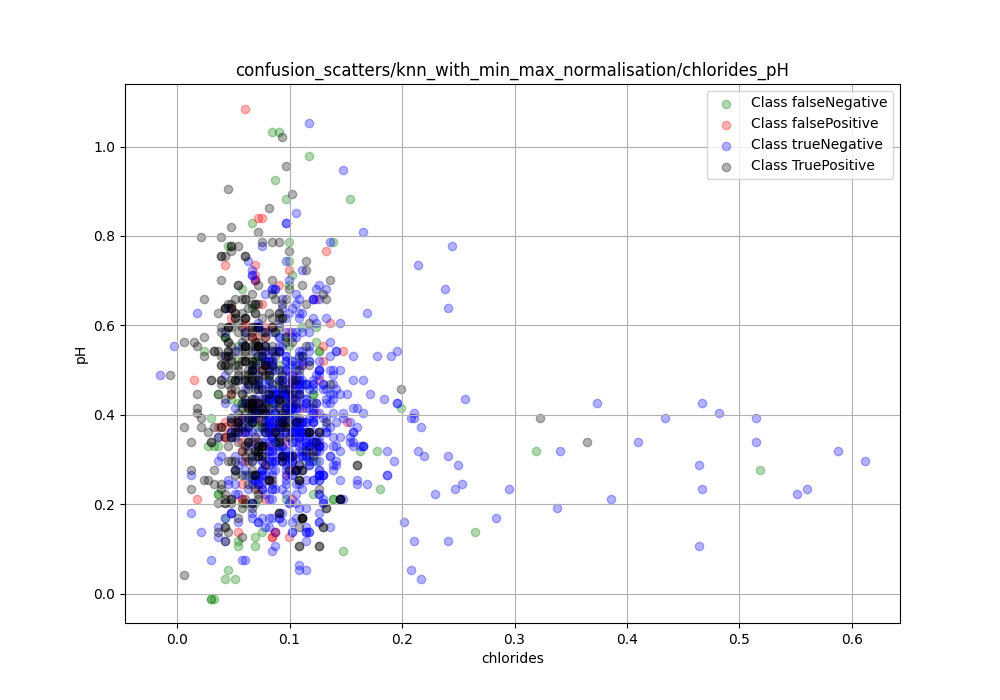 confusion_scatters/knn_with_min_max_normalisation/chlorides_pH
Class falseNegative
Class falsePositive
Class trueNegative
Class TruePositive
1.0
0.8
0.6
0.4
0.2
0.0
pH
0.0 0.1 0.2 0.3 0.4 0.5 0.6
chlorides